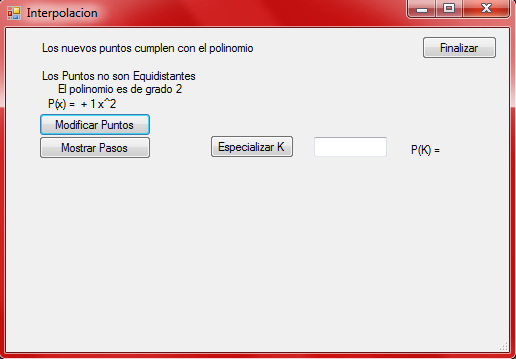 Interpolacion
Los nuevos puntos cumplen con el polinomio
Finalizar
Los Puntos no son Equidistantes
El polinomio es de grado 2
P(x) = + 1 x^2
Modificar Puntos
Mostrar Pasos
Especializar K
P(K) =